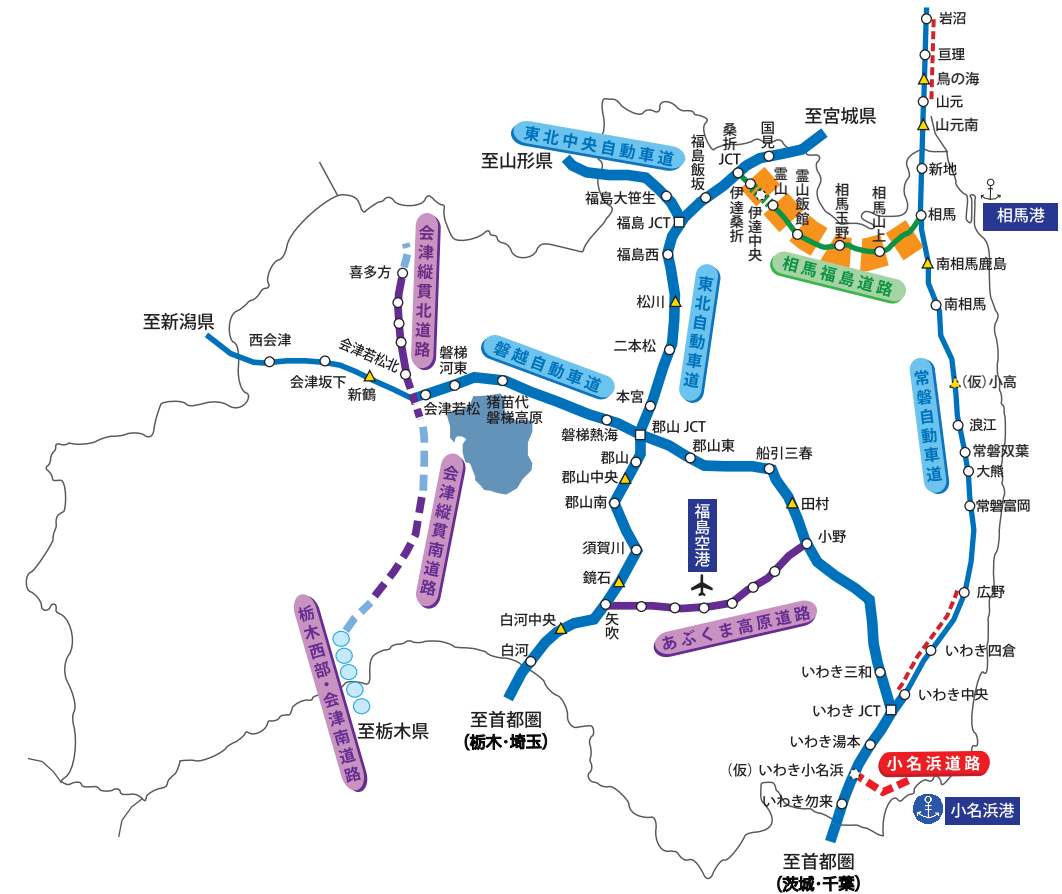 岩沼
亘理
鳥の海
山元
山元南
新地
相馬港
相馬
南相馬鹿島
南相馬
(仮)小高
浪江
常磐双葉
大熊
常磐富岡
広野
いわき四倉
いわき中央
常磐自動車道
至宮城県
国見
桑折JCT
福島飯坂
東北中央自動車道
至山形県
福島大笹生
福島 JCT
福島西
伊達桑折
伊達中央
霊山
霊山飯館
相馬玉野
相馬山上
相馬福島道路
松川
二本松
本宮
東北自動車道
会津縦貫北道路
喜多方
至新潟県
西会津
会津坂下
新鶴
会津若松北
会津若松
磐梯
河東
猪苗代
磐梯高原
磐越自動車道
磐梯熱海
郡山 JCT
郡山東
船引三春
田村
小野
郡山
郡山中央
郡山南
須賀川
鏡石
矢吹
白河中央
白河
至首都圏
(栃木・埼玉)
福島空港
あぶくま高原道路
会津縦貫南道路
栃木西部・会津南道路
至栃木県
いわき三和
いわき JCT
いわき湯本
(仮) いわき小名浜
いわき勿来
小名浜道路
小名浜港
至首都圏
(茨城・千葉)